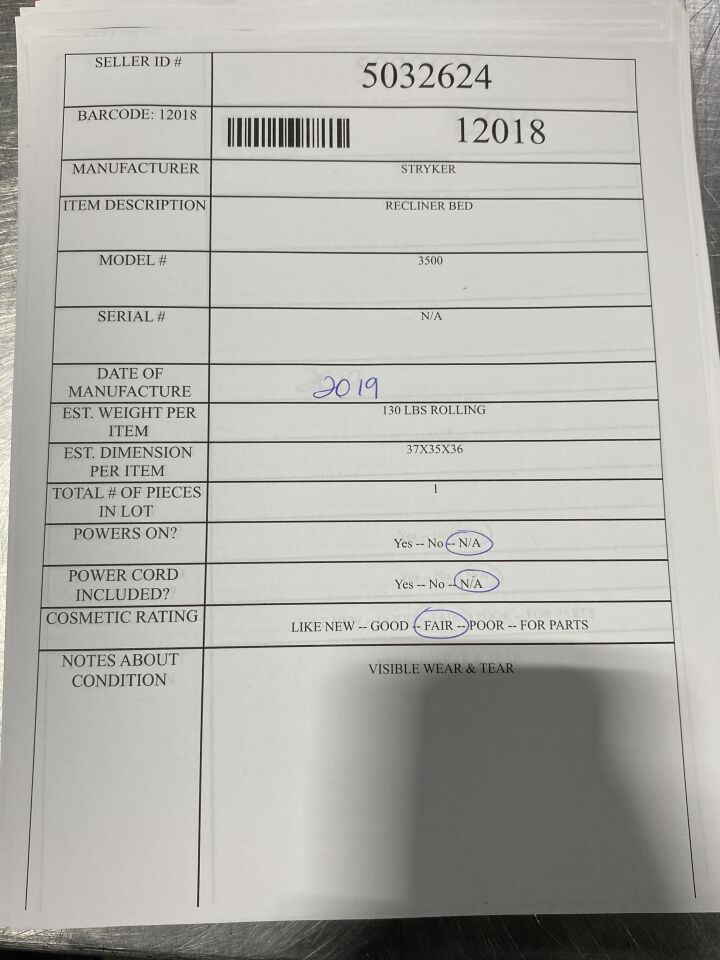 SELLER ID #
5032624
BARCODE: 12018
12018
MANUFACTURER
STRYKER
ITEM DESCRIPTION
RECLINER BED
MODEL #
3500
SERIAL #
N/A
DATE OF
MANUFACTURE
2019
EST. WEIGHT PER
ITEM
130 LBS ROLLING
EST. DIMENSION
PER ITEM
37X35X36
TOTAL # OF PIECES
IN LOT
1
POWERS ON?
Yes -- No -- N/A
POWER CORD
INCLUDED?
Yes -- No -- N/A
COSMETIC RATING
LIKE NEW -- GOOD -- FAIR -- POOR -- FOR PARTS
NOTES ABOUT
CONDITION
VISIBLE WEAR & TEAR